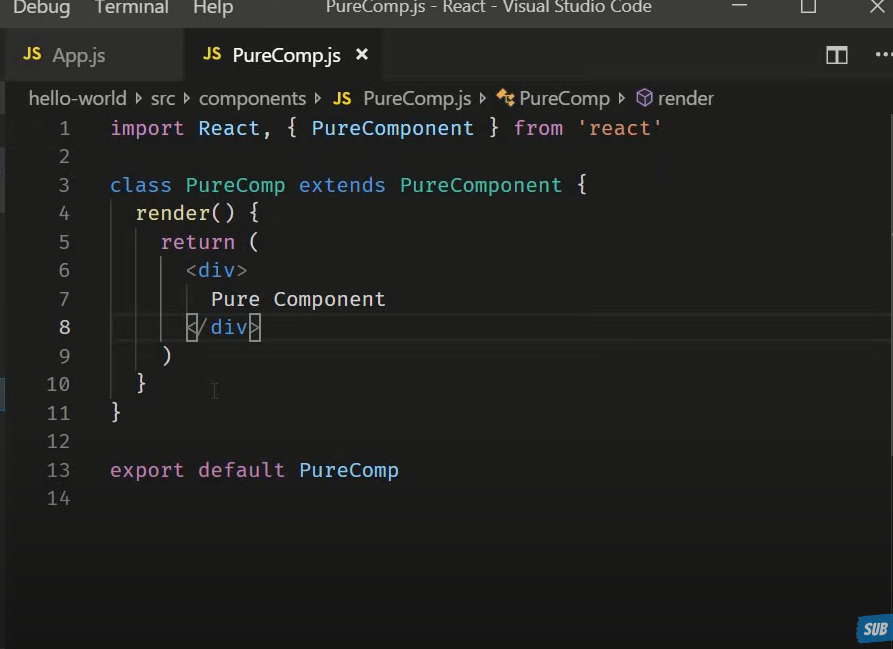 Debug Terminal Help PureComp.js - React - Visual Studio Code
JS App.js JS PureComp.js
hello-world src components JS PureComp.js PureComp render
1 import React, { PureComponent } from 'react'
2
3 class PureComp extends PureComponent {
4 render() {
5 return (
6 <div>
7 Pure Component
8 </div>
9 )
10 }
11 }
12
13 export default PureComp
14
SUB